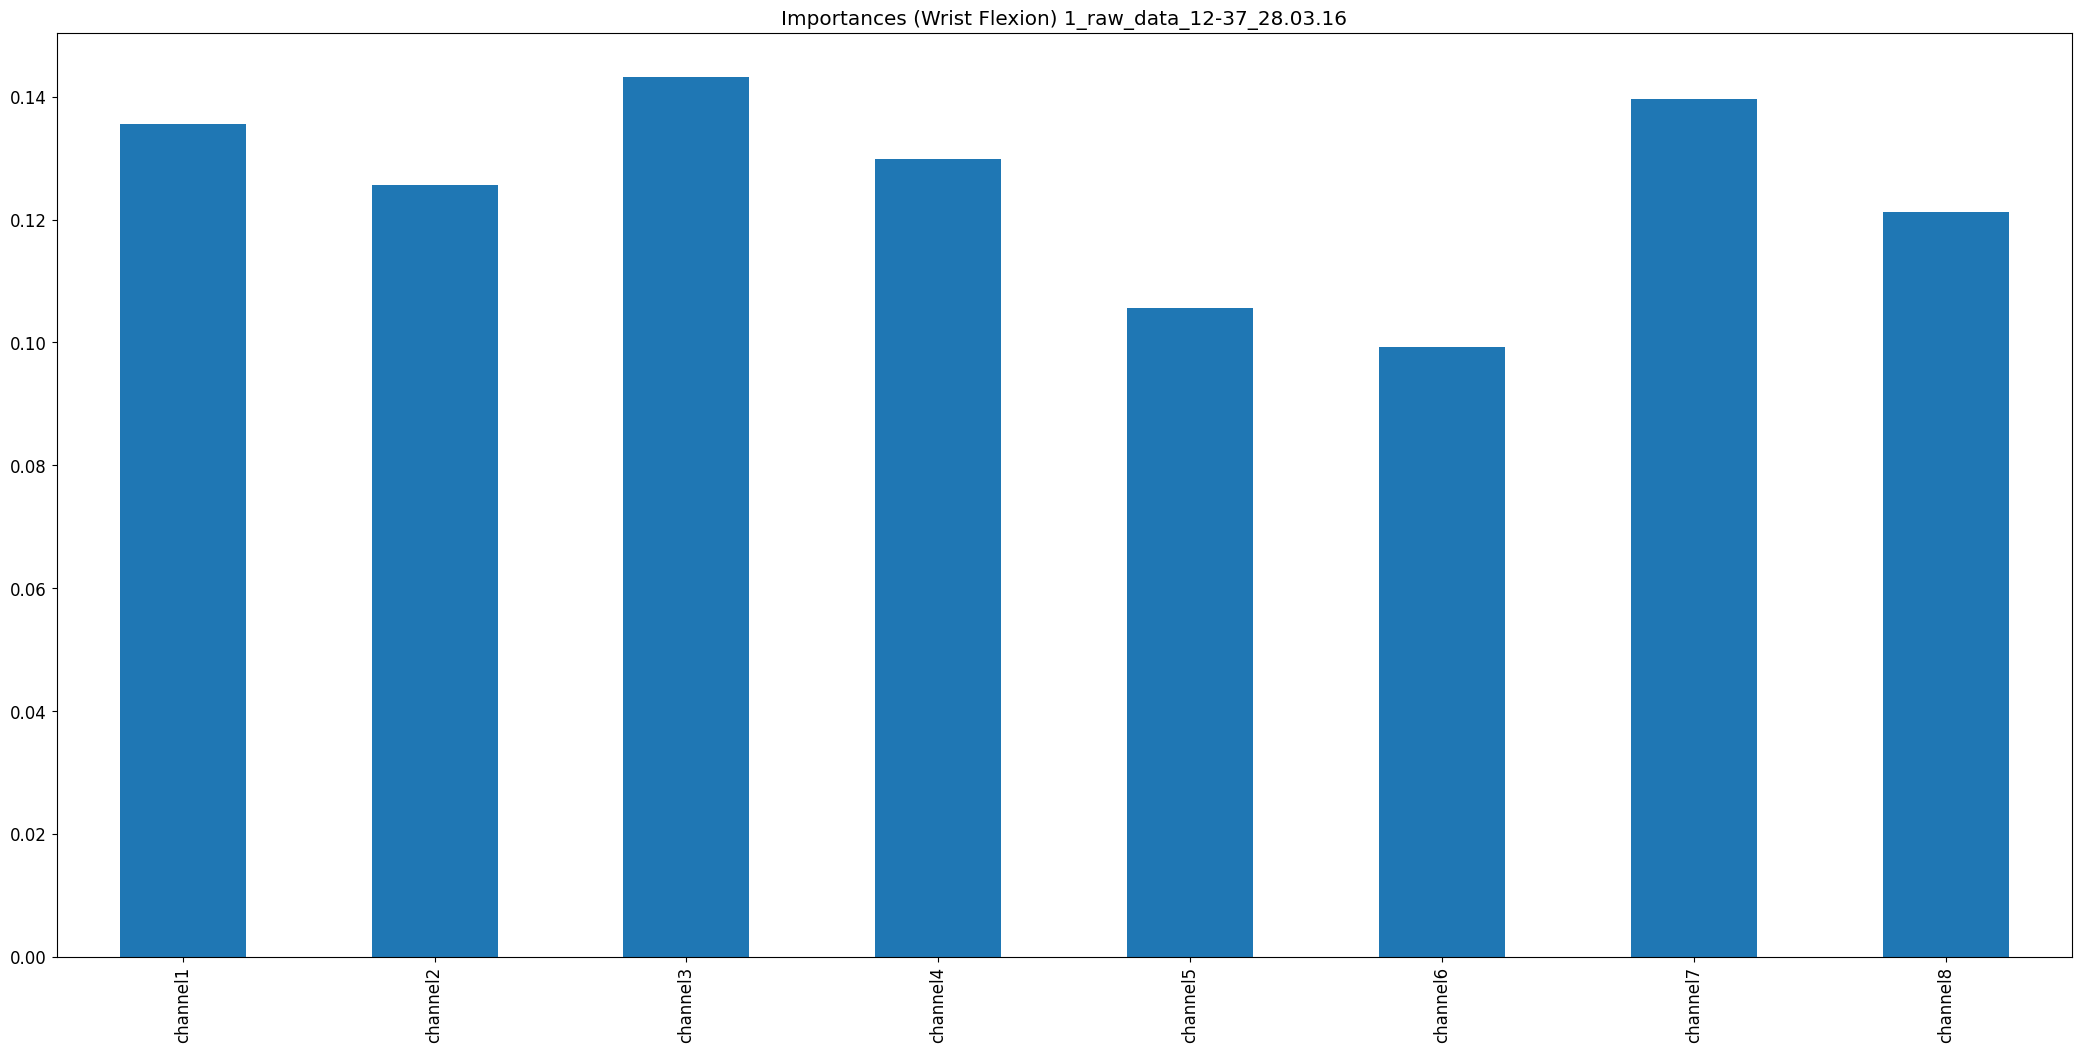 Importances (Wrist Flexion) 1_raw_data_12-37_28.03.16
0.14
0.12
0.10
0.08
0.06
0.04
0.02
0.00
channel1
channel2
channel3
channel4
channel5
channel6
channel7
channel8